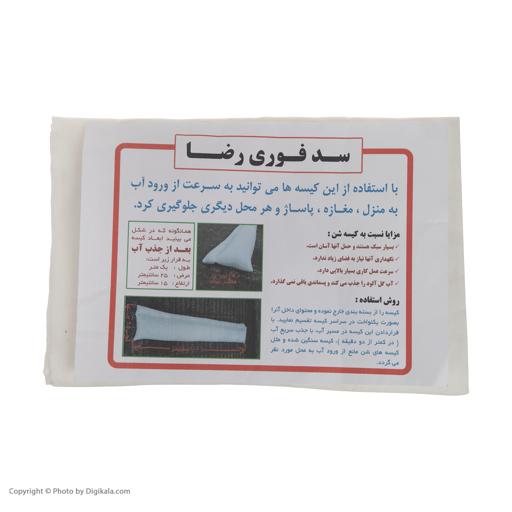 سد فوری رضا
با استفاده از این کیسه ها می توانید به سرعت از ورود آب
به منزل ، مغازه ، پاساژ و هر محل دیگری جلوگیری کرد.
مزایا نسبت به کیسه شن :
✓ بسیار سبک هستند و حمل آنها آسان است.
✓ نگهداری آنها نیاز به فضای زیاد ندارد.
✓ سرعت عمل کاری بسیار بالایی دارد.
✓ آب گل آلود را جذب می کند و پسماندی باقی نمی گذارد.
روش استفاده :
کیسه را از بسته بندی خارج نموده و محتوای داخل آنرا
بصورت یکنواخت در سراسر کیسه تقسیم نمایید. با
قراردادن این کیسه در مسیر آب، با جذب سریع آب
( در کمتر از دو دقیقه )، کیسه سنگین شده و مثل
کیسه های شن مانع از ورود آب به محل مورد نظر
می گردد.
همانگونه که در شکل
می بینید ابعاد کیسه
بعد از جذب آب
به قرار زیر است:
طول : یک متر
عرض : ۲۵ سانتیمتر
ارتفاع : ۱۵ سانتیمتر
Copyright © Photo by Digikala.com